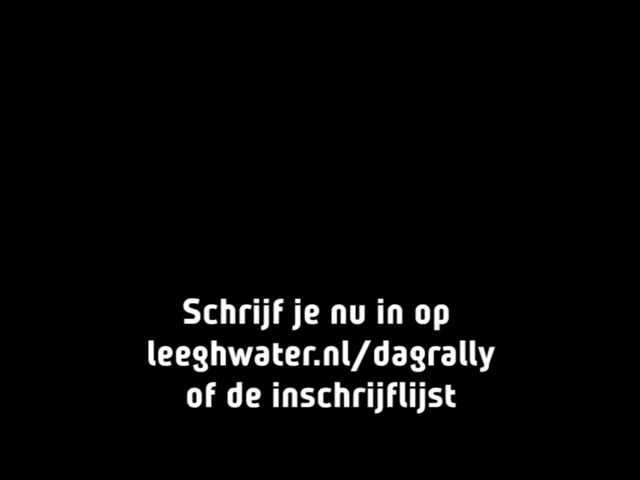 Schrijf je nu in op
leeghwater.nl/dagrally
of de inschrijflijst